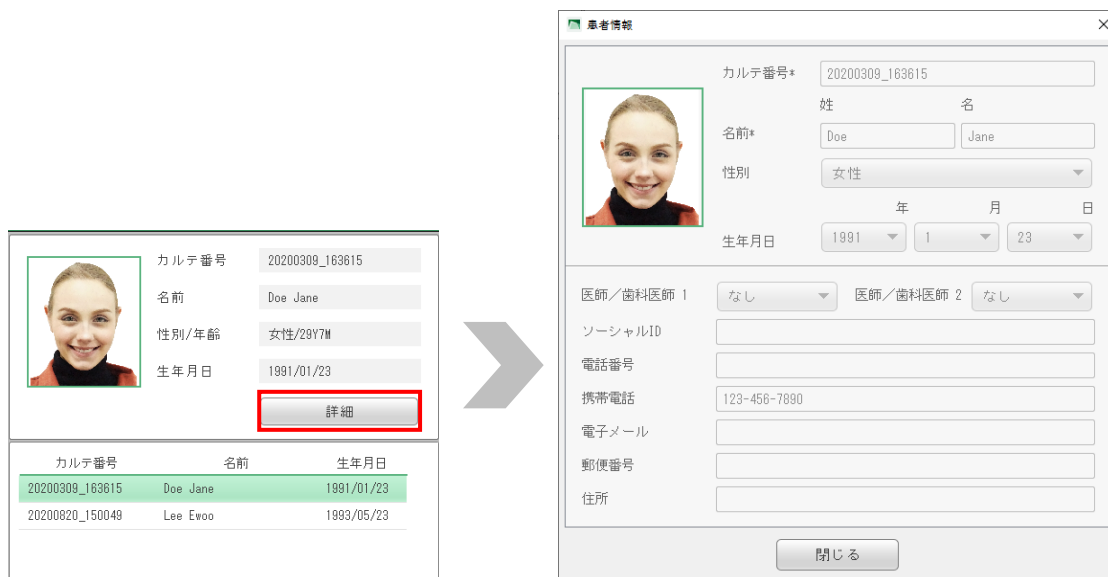 カルテ番号 20200309_163615
名前 Doe Jane
性別/年齢 女性/29Y7M
生年月日 1991/01/23
詳細
カルテ番号 名前 生年月日
20200309_163615 Doe Jane 1991/01/23
20200820_150049 Lee Ewoo 1993/05/23
患者情報
カルテ番号* 20200309_163615
姓 名
名前* Doe Jane
性別 女性
年 月 日
生年月日 1991 1 23
医師／歯科医師 1 なし 医師／歯科医師 2 なし
ソーシャルID
電話番号
携帯電話 123-456-7890
電子メール
郵便番号
住所
閉じる